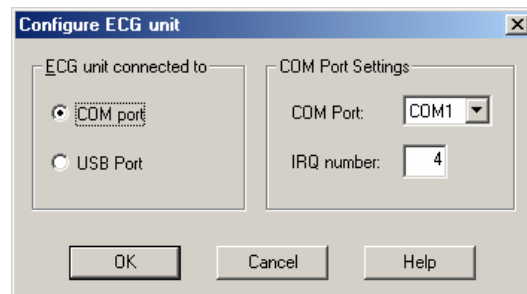 Configure ECG unit
ECG unit connected to
COM port
USB Port
COM Port Settings
COM Port: COM1
IRQ number: 4
OK Cancel Help